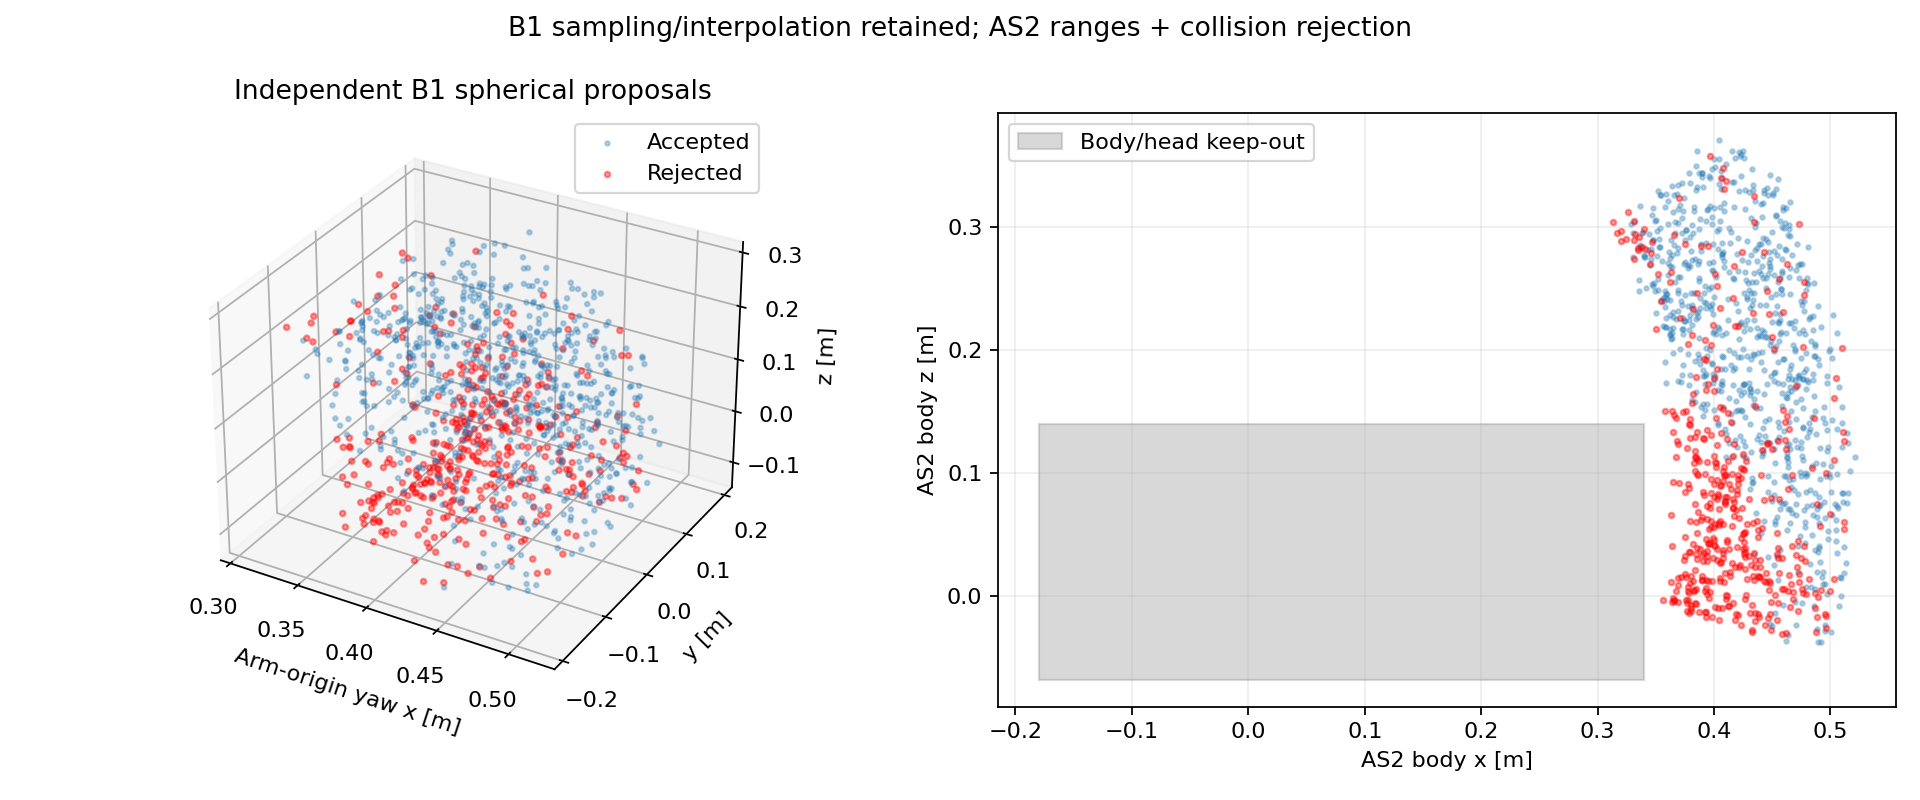 B1 sampling/interpolation retained; AS2 ranges + collision rejection
Independent B1 spherical proposals
Accepted
Rejected
0.3
0.2
0.1
0.0
−0.1
z [m]
0.2
0.1
0.0
−0.1
−0.2
y [m]
0.30
0.35
0.40
0.45
0.50
Arm-origin yaw x [m]
Body/head keep-out
0.3
0.2
0.1
0.0
AS2 body z [m]
−0.2
−0.1
0.0
0.1
0.2
0.3
0.4
0.5
AS2 body x [m]